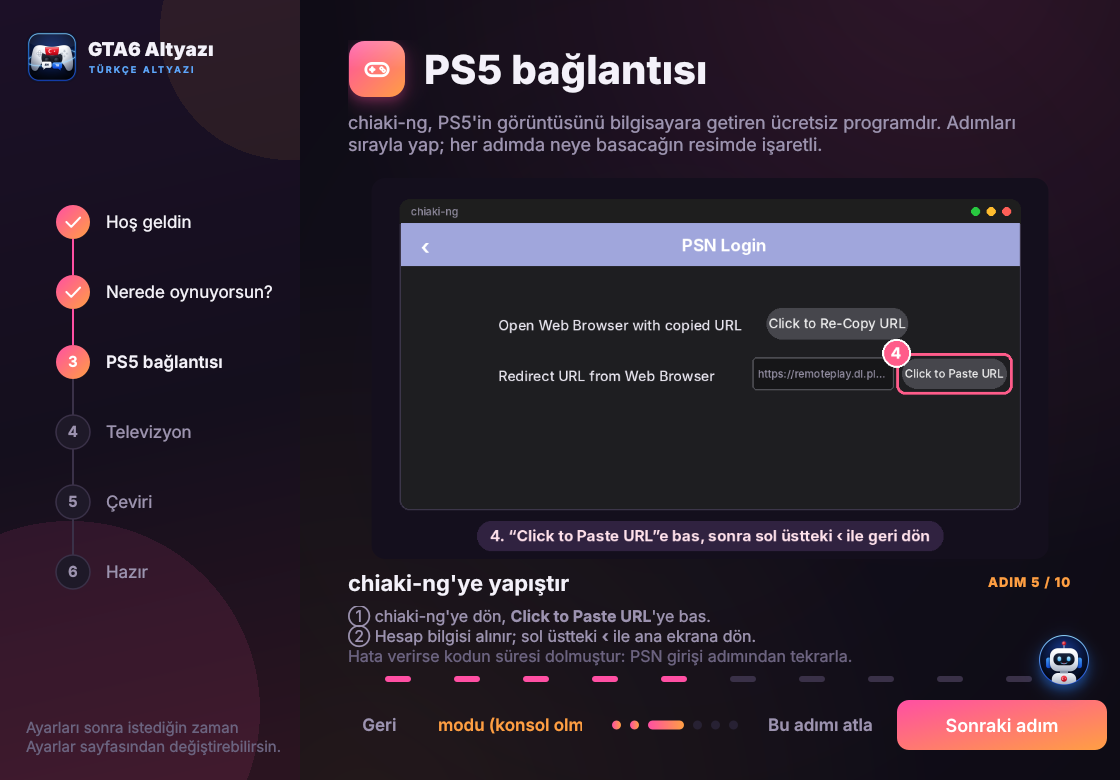 GTA6 Altyazı
TÜRKÇE ALTYAZI
Hoş geldin
Nerede oynuyorsun?
3 PS5 bağlantısı
4 Televizyon
5 Çeviri
6 Hazır
Ayarları sonra istediğin zaman
Ayarlar sayfasından değiştirebilirsin.
PS5 bağlantısı
chiaki-ng, PS5'in görüntüsünü bilgisayara getiren ücretsiz programdır. Adımları
sırayla yap; her adımda neye basacağın resimde işaretli.
chiaki-ng
‹ PSN Login
Open Web Browser with copied URL Click to Re-Copy URL
4
Redirect URL from Web Browser https://remoteplay.dl.pl... Click to Paste URL
4. “Click to Paste URL”e bas, sonra sol üstteki ‹ ile geri dön
chiaki-ng'ye yapıştır ADIM 5 / 10
① chiaki-ng'ye dön, Click to Paste URL'ye bas.
② Hesap bilgisi alınır; sol üstteki ‹ ile ana ekrana dön.
Hata verirse kodun süresi dolmuştur: PSN girişi adımından tekrarla.
Geri modu (konsol olm Bu adımı atla Sonraki adım